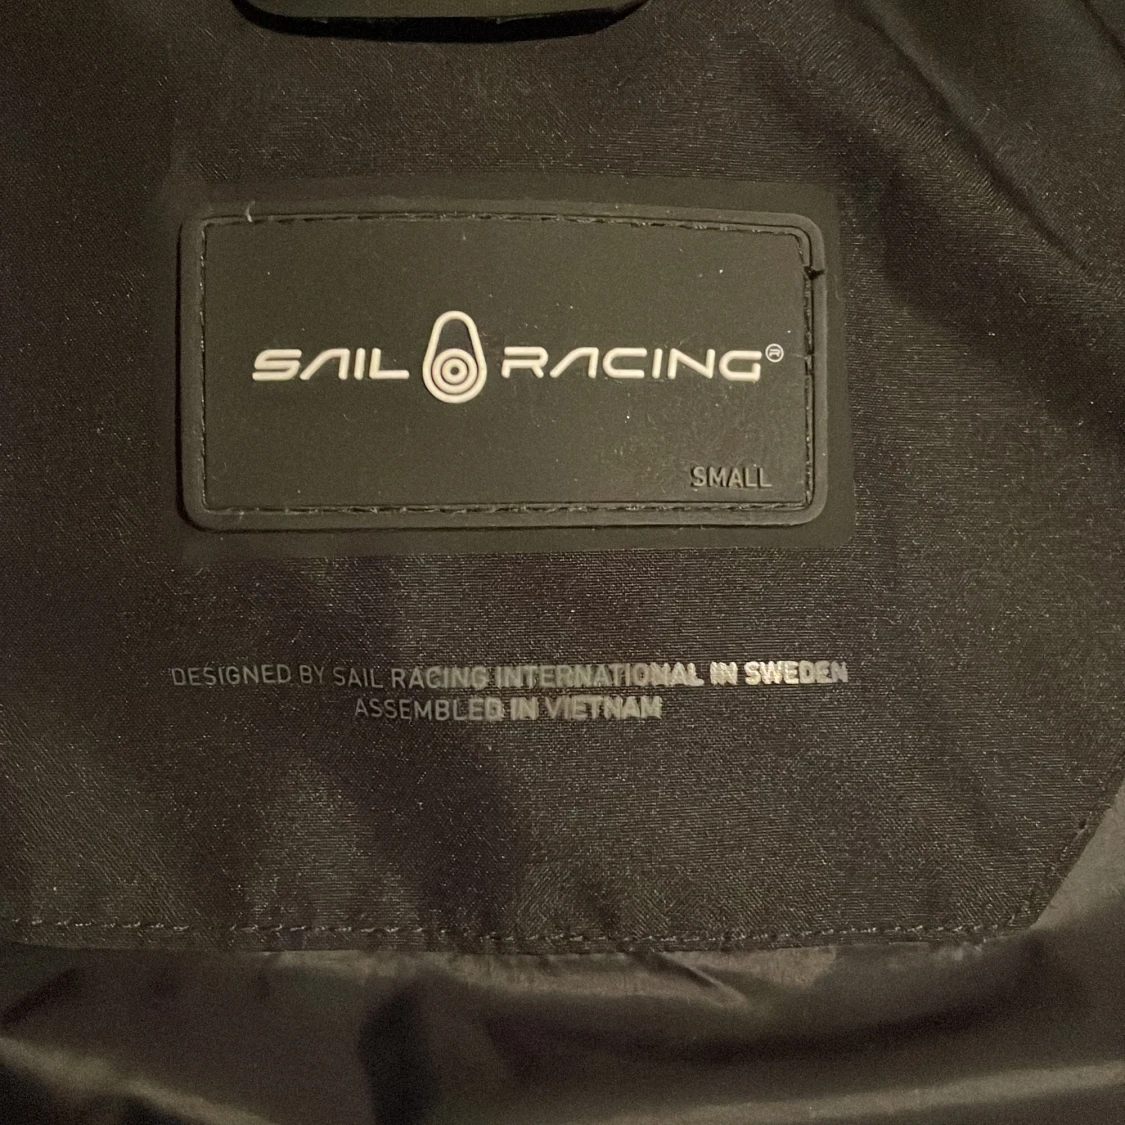 SAIL RACING®
SMALL
DESIGNED BY SAIL RACING INTERNATIONAL IN SWEDEN
ASSEMBLED IN VIETNAM